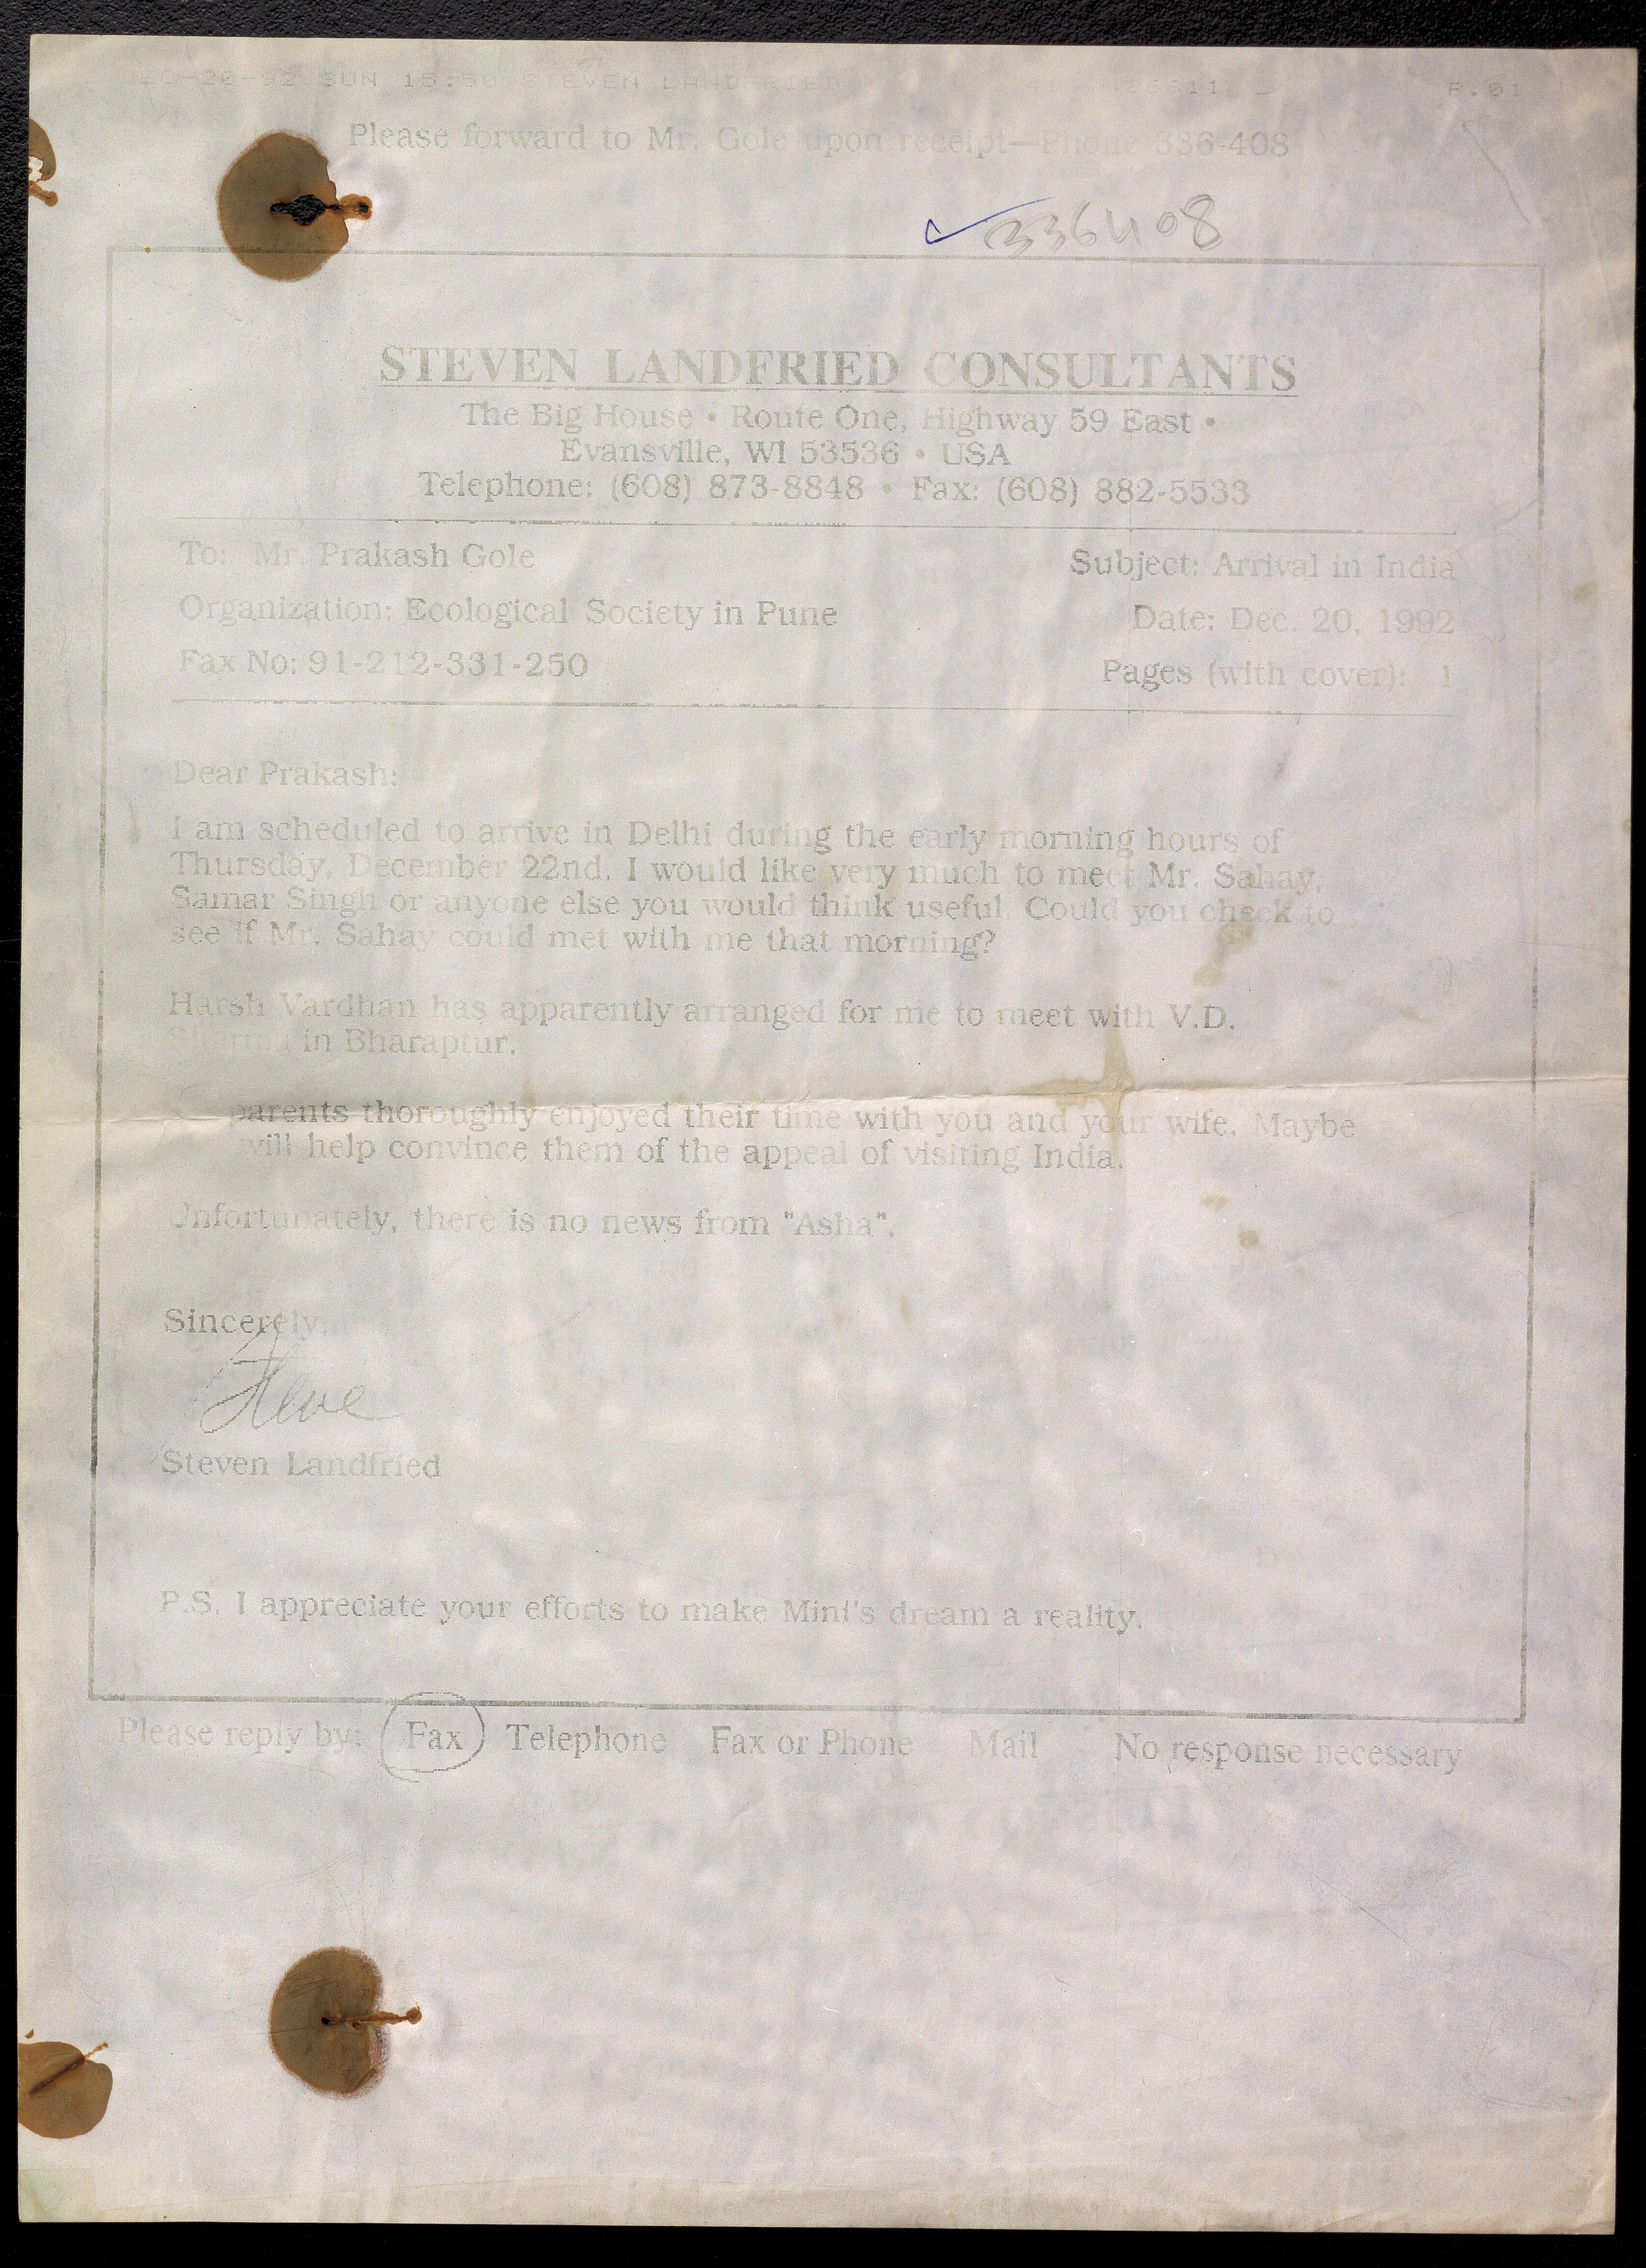 -20-92 SUN 15:50 STEVEN LANDFRIED P.01
Please forward to Mr. Gole upon receipt—Phone 336-408
336408
STEVEN LANDFRIED CONSULTANTS
The Big House • Route One, Highway 59 East •
Evansville, WI 53536 • USA
Telephone: (608) 873-8848 • Fax: (608) 882-5533
To: Mr. Prakash Gole
Subject: Arrival in India
Organization: Ecological Society in Pune
Date: Dec. 20, 1992
Fax No: 91-212-331-250
Pages (with cover): 1
Dear Prakash:
I am scheduled to arrive in Delhi during the early morning hours of
Thursday, December 22nd. I would like very much to meet Mr. Sahay,
Samar Singh or anyone else you would think useful. Could you check to
see if Mr. Sahay could met with me that morning?
Harsh Vardhan has apparently arranged for me to meet with V.D.
in Bharaptur.
parents thoroughly enjoyed their time with you and your wife. Maybe
will help convince them of the appeal of visiting India.
Unfortunately, there is no news from "Asha".
Sincerely,
Steve
Steven Landfried
P.S. I appreciate your efforts to make Mini's dream a reality.
Please reply by: Fax Telephone Fax or Phone Mail No response necessary